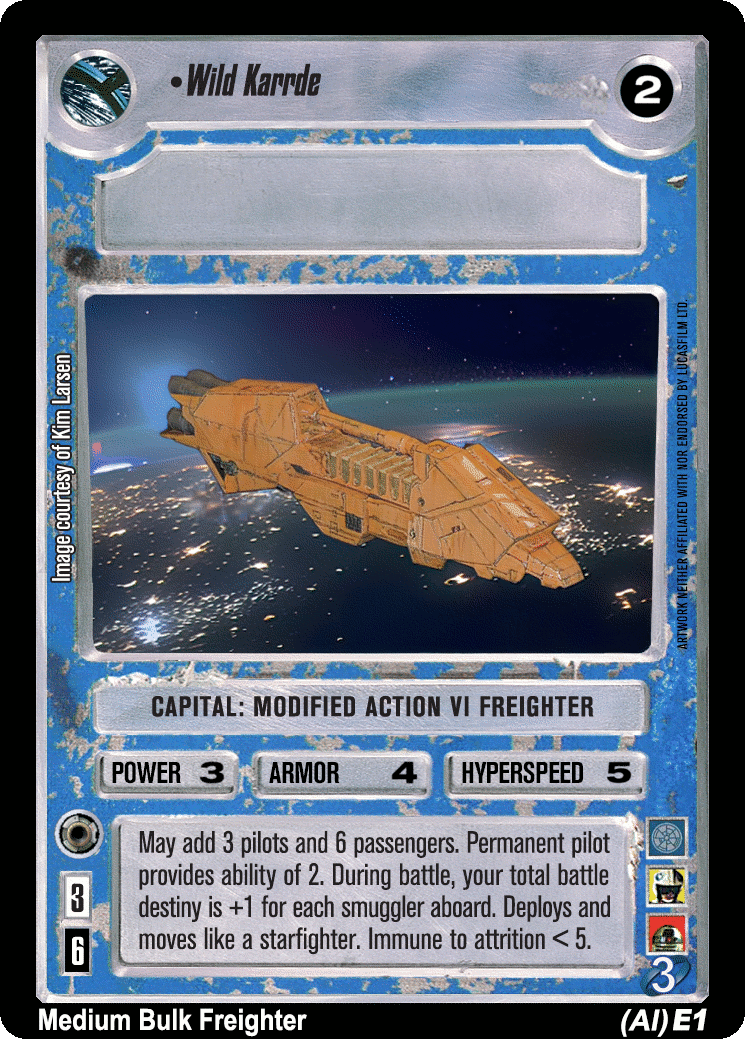 •Wild Karrde
2
Image courtesy of Kim Larsen
ARTWORK NEITHER AFFILIATED WITH NOR ENDORSED BY LUCASFILM LTD.
CAPITAL: MODIFIED ACTION VI FREIGHTER
POWER 3 ARMOR 4 HYPERSPEED 5
May add 3 pilots and 6 passengers. Permanent pilot
provides ability of 2. During battle, your total battle
destiny is +1 for each smuggler aboard. Deploys and
moves like a starfighter. Immune to attrition < 5.
3
6
3
Medium Bulk Freighter (AI) E1